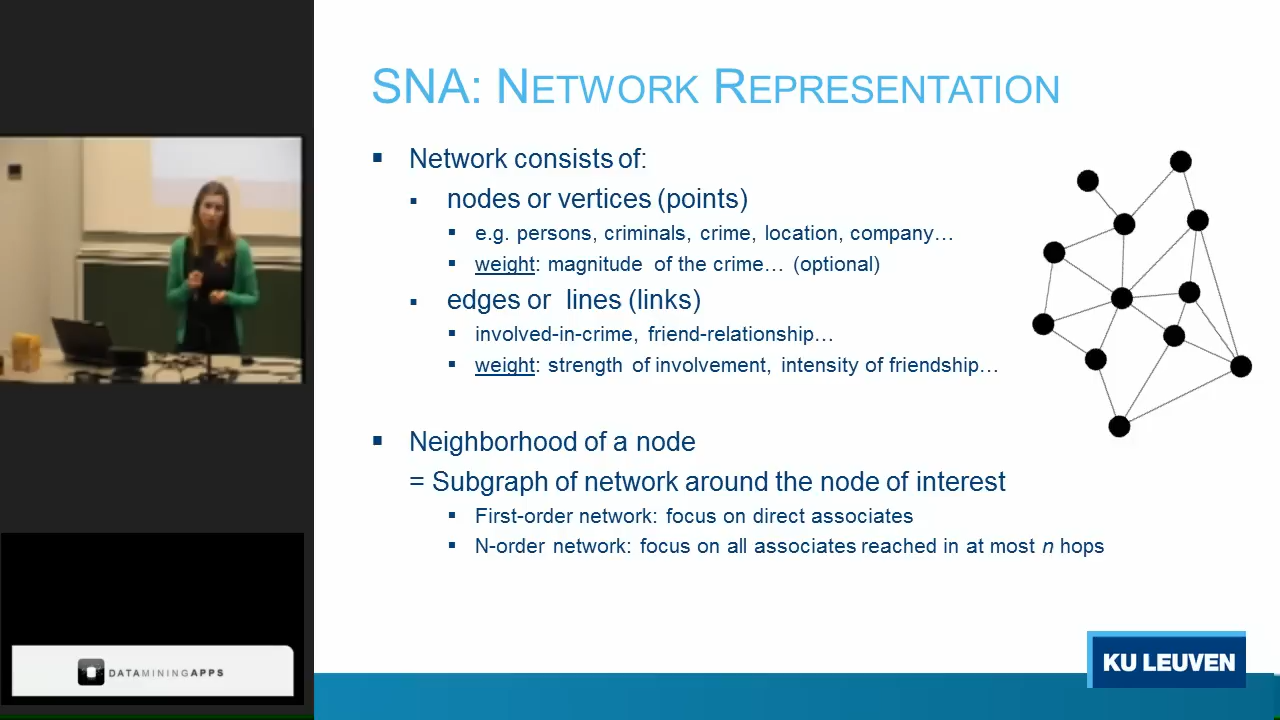 SNA: NETWORK REPRESENTATION
▪ Network consists of:
▪ nodes or vertices (points)
▪ e.g. persons, criminals, crime, location, company…
▪ weight: magnitude of the crime… (optional)
▪ edges or lines (links)
▪ involved-in-crime, friend-relationship…
▪ weight: strength of involvement, intensity of friendship…
▪ Neighborhood of a node
= Subgraph of network around the node of interest
▪ First-order network: focus on direct associates
▪ N-order network: focus on all associates reached in at most n hops
KU LEUVEN
DATAMININGAPPS